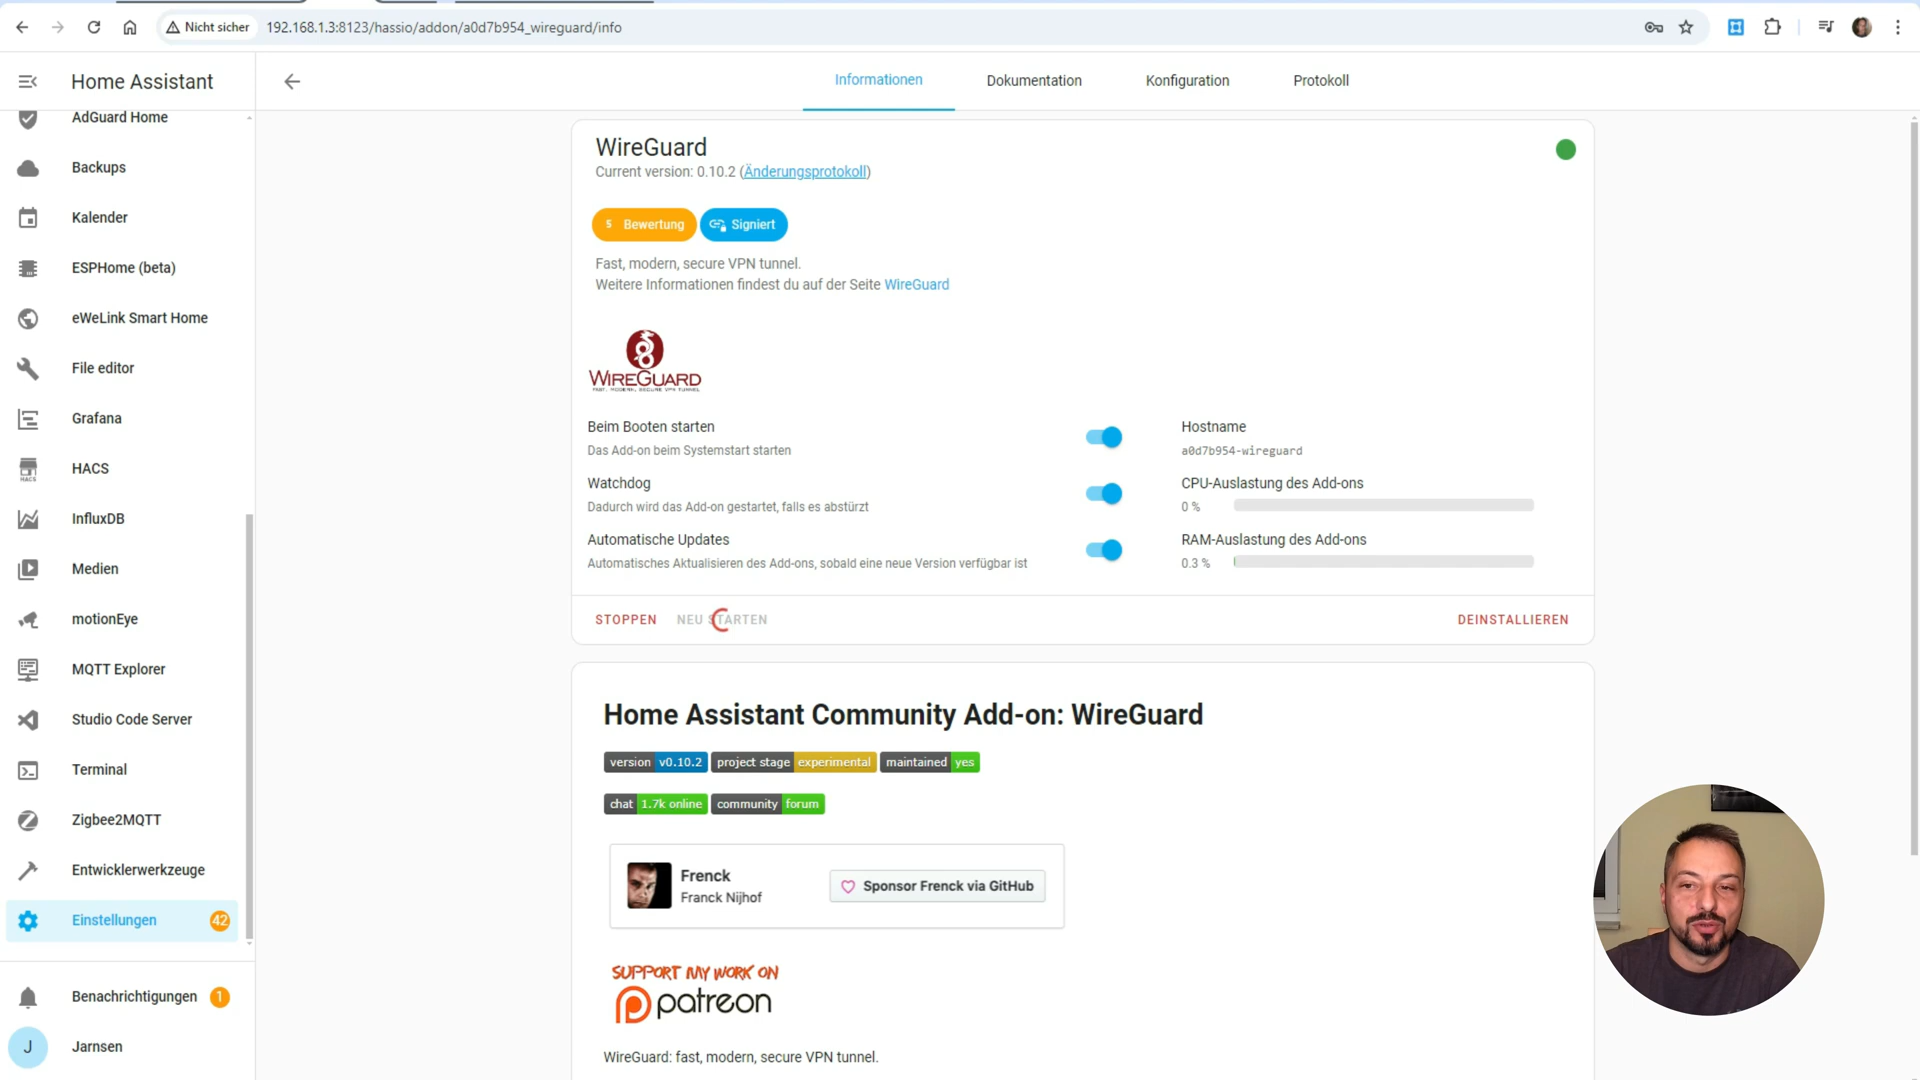 Nicht sicher
192.168.1.3:8123/hassio/addon/a0d7b954_wireguard/info
Home Assistant
Informationen
Dokumentation
Konfiguration
Protokoll
AdGuard Home
Backups
Kalender
ESPHome (beta)
eWeLink Smart Home
File editor
Grafana
HACS
HACS
InfluxDB
Medien
motionEye
MQTT Explorer
Studio Code Server
Terminal
Zigbee2MQTT
Entwicklerwerkzeuge
Einstellungen 42
Benachrichtigungen 1
J Jarnsen
WireGuard
Current version: 0.10.2 (Änderungsprotokoll)
5 Bewertung
Signiert
Fast, modern, secure VPN tunnel.
Weitere Informationen findest du auf der Seite WireGuard
WIREGUARD
FAST, MODERN, SECURE VPN TUNNEL
Beim Booten starten
Das Add-on beim Systemstart starten
Watchdog
Dadurch wird das Add-on gestartet, falls es abstürzt
Automatische Updates
Automatisches Aktualisieren des Add-ons, sobald eine neue Version verfügbar ist
Hostname
a0d7b954-wireguard
CPU-Auslastung des Add-ons
0 %
RAM-Auslastung des Add-ons
0.3 %
STOPPEN
NEU STARTEN
DEINSTALLIEREN
Home Assistant Community Add-on: WireGuard
version v0.10.2 project stage experimental maintained yes
chat 1.7k online community forum
Frenck
Franck Nijhof
Sponsor Frenck via GitHub
SUPPORT MY WORK ON
patreon
WireGuard: fast, modern, secure VPN tunnel.